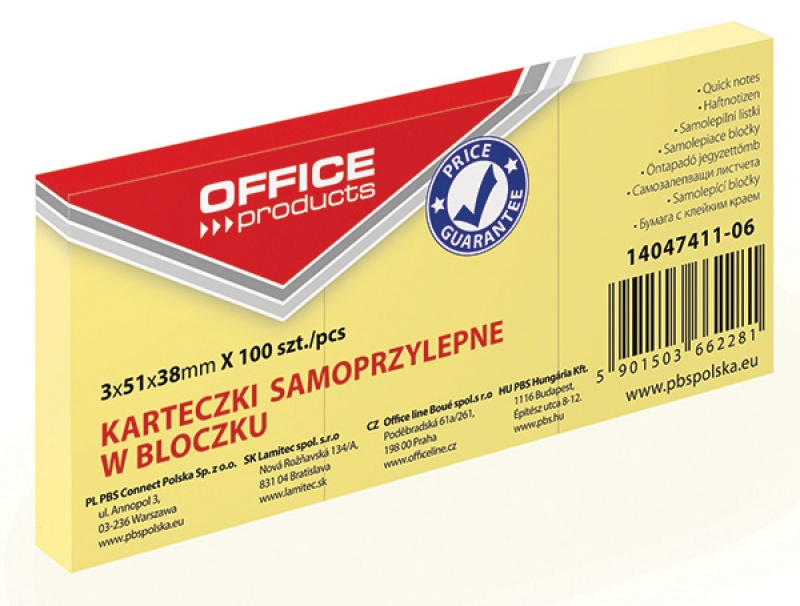 OFFICE
products
PRICE
GUARANTEE
• Quick notes
• Haftnotizen
• Samolepilni listki
• Samolepiace bločky
• Öntapadó jegyzettömb
• Самозалепващи листчета
• Samolepící bločky
• Бумага с клейким краем
14047411-06
5 901503 662281
www.pbspolska.eu
3x51x38mm X 100 szt./pcs
KARTECZKI SAMOPRZYLEPNE
W BLOCZKU
PL PBS Connect Polska Sp. z o.o.
ul. Annopol 3,
03-236 Warszawa
www.pbspolska.eu
SK Lamitec spol. s.r.o
Nová Rožňavská 134/A,
831 04 Bratislava
www.lamitec.sk
CZ Office line Boué spol.s r.o
Poděbradská 61a/261,
198 00 Praha
www.officeline.cz
HU PBS Hungária Kft.
1116 Budapest,
Építész utca 8-12.
www.pbs.hu